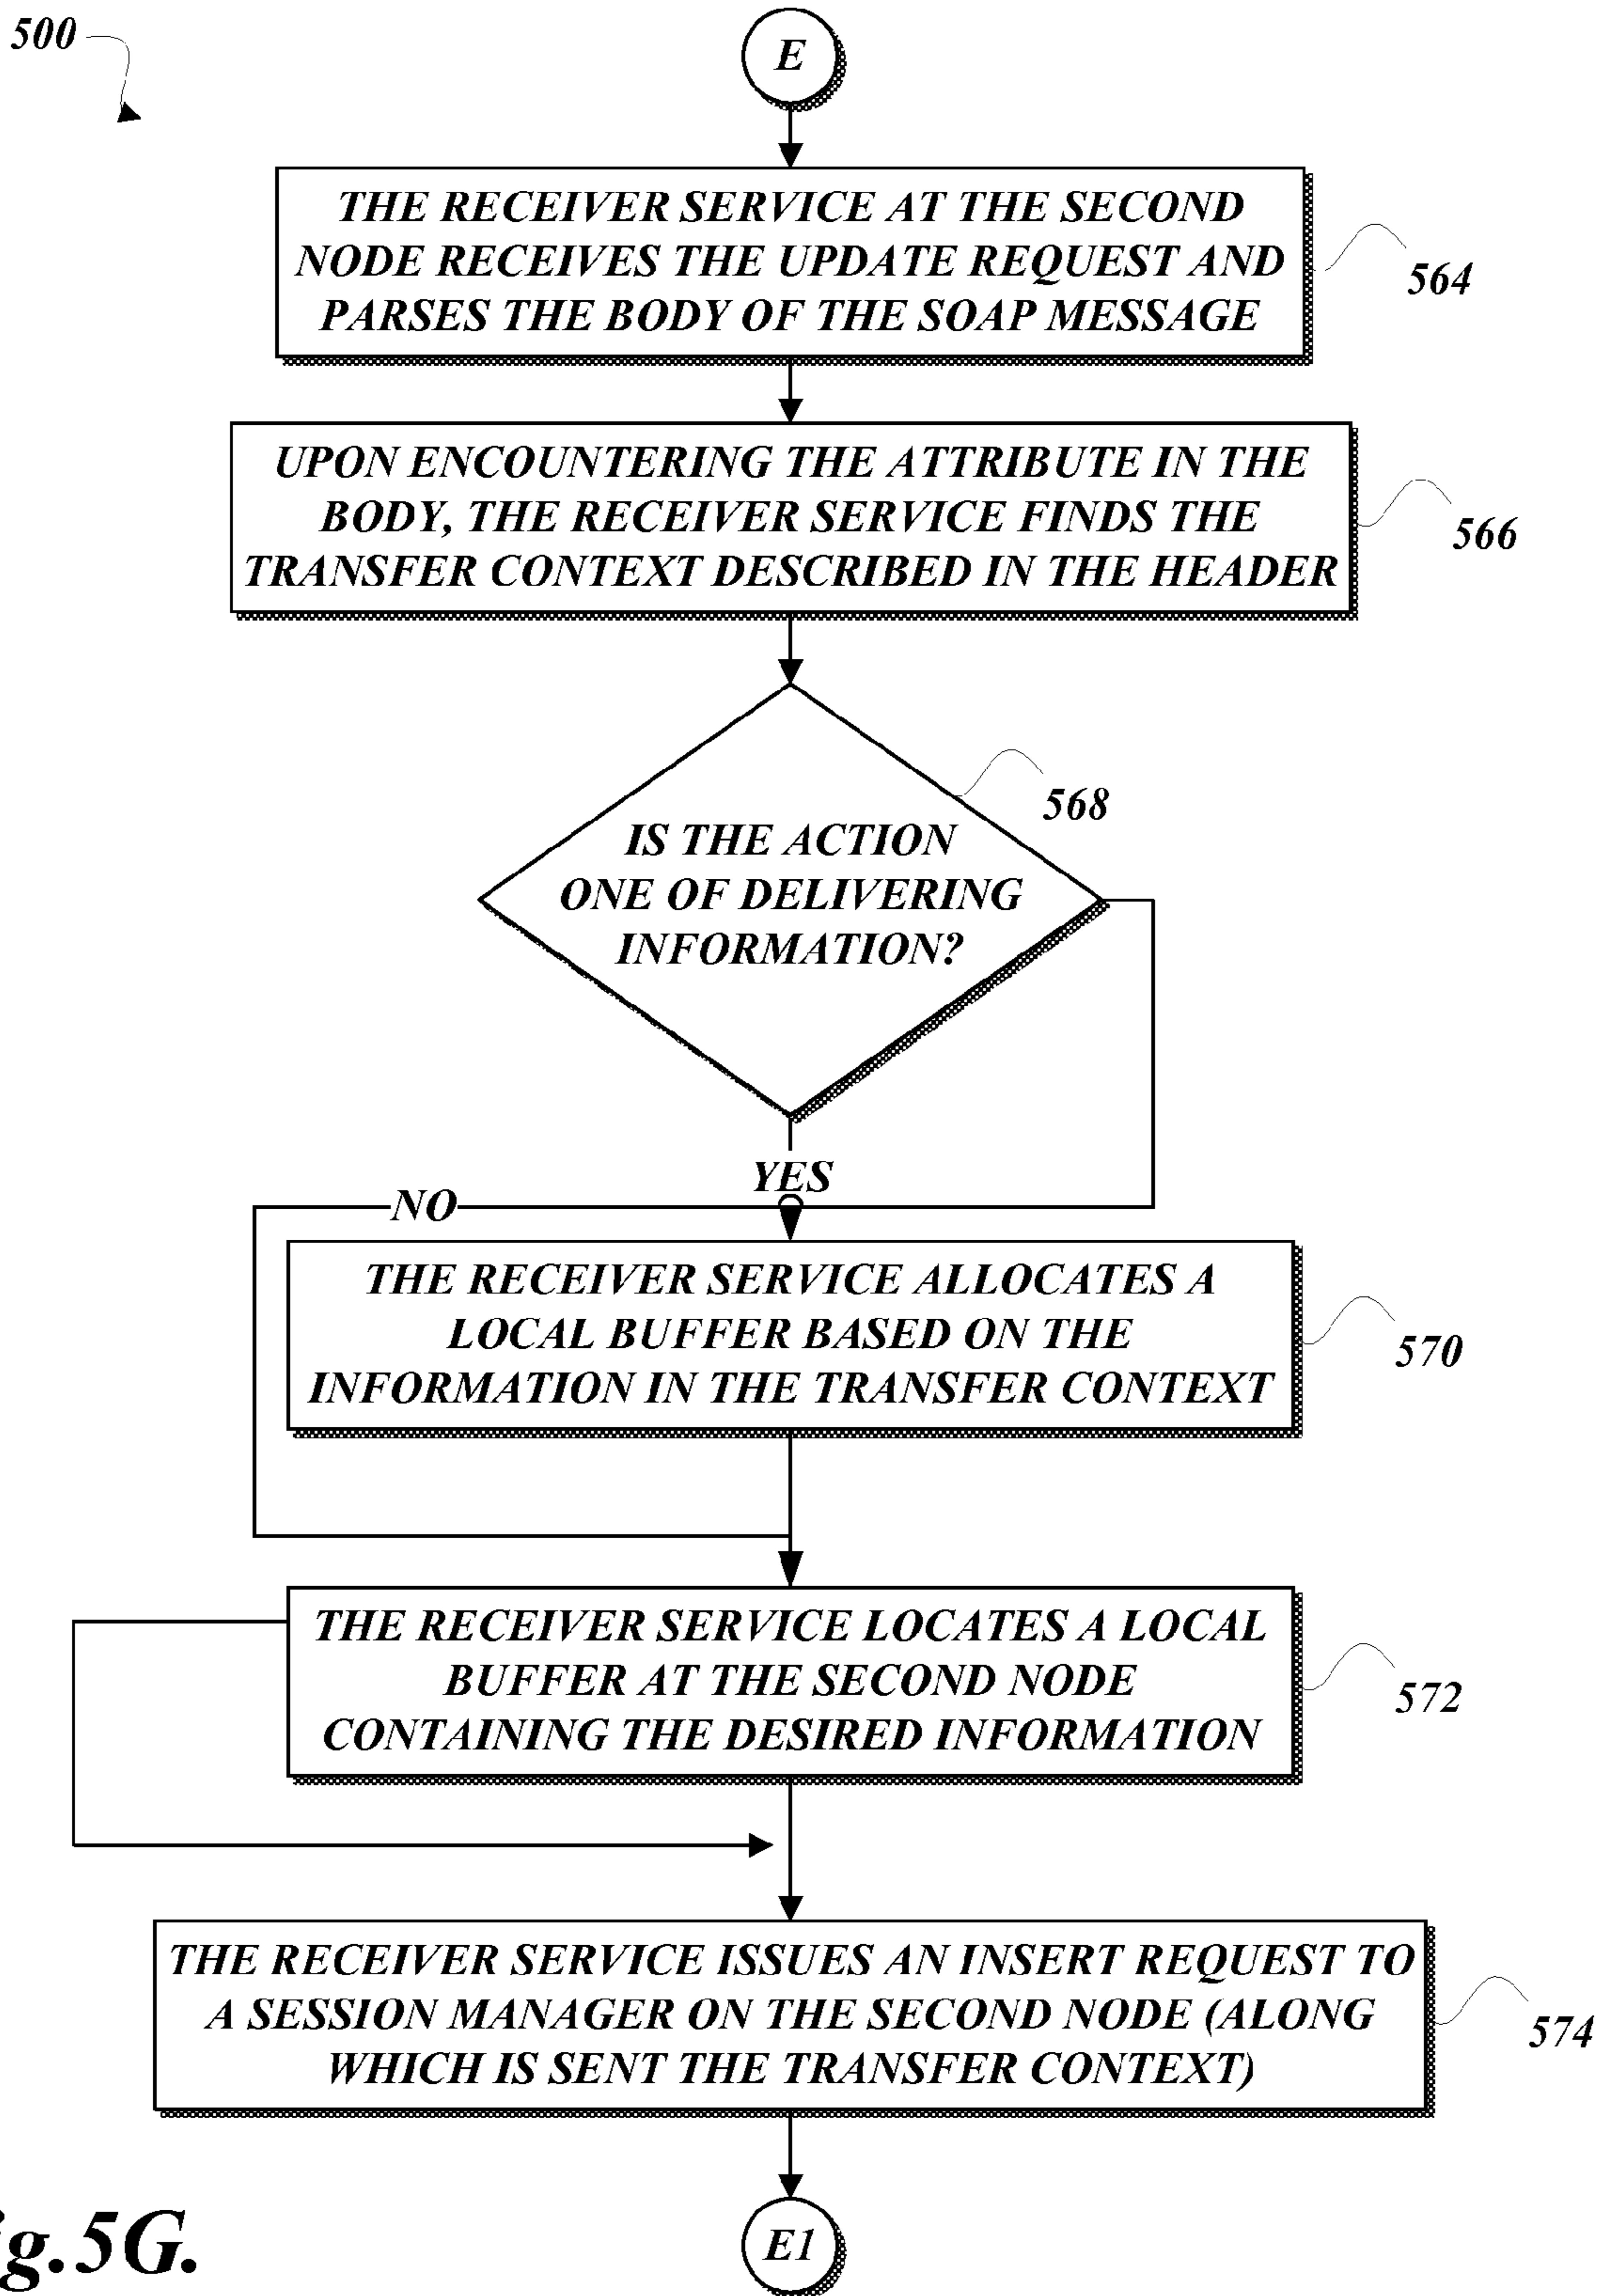 500
E
THE RECEIVER SERVICE AT THE SECOND
NODE RECEIVES THE UPDATE REQUEST AND
PARSES THE BODY OF THE SOAP MESSAGE
564
UPON ENCOUNTERING THE ATTRIBUTE IN THE
BODY, THE RECEIVER SERVICE FINDS THE
TRANSFER CONTEXT DESCRIBED IN THE HEADER
566
568
IS THE ACTION
ONE OF DELIVERING
INFORMATION?
YES
NO
THE RECEIVER SERVICE ALLOCATES A
LOCAL BUFFER BASED ON THE
INFORMATION IN THE TRANSFER CONTEXT
570
THE RECEIVER SERVICE LOCATES A LOCAL
BUFFER AT THE SECOND NODE
CONTAINING THE DESIRED INFORMATION
572
THE RECEIVER SERVICE ISSUES AN INSERT REQUEST TO
A SESSION MANAGER ON THE SECOND NODE (ALONG
WHICH IS SENT THE TRANSFER CONTEXT)
574
E1
g.5G.